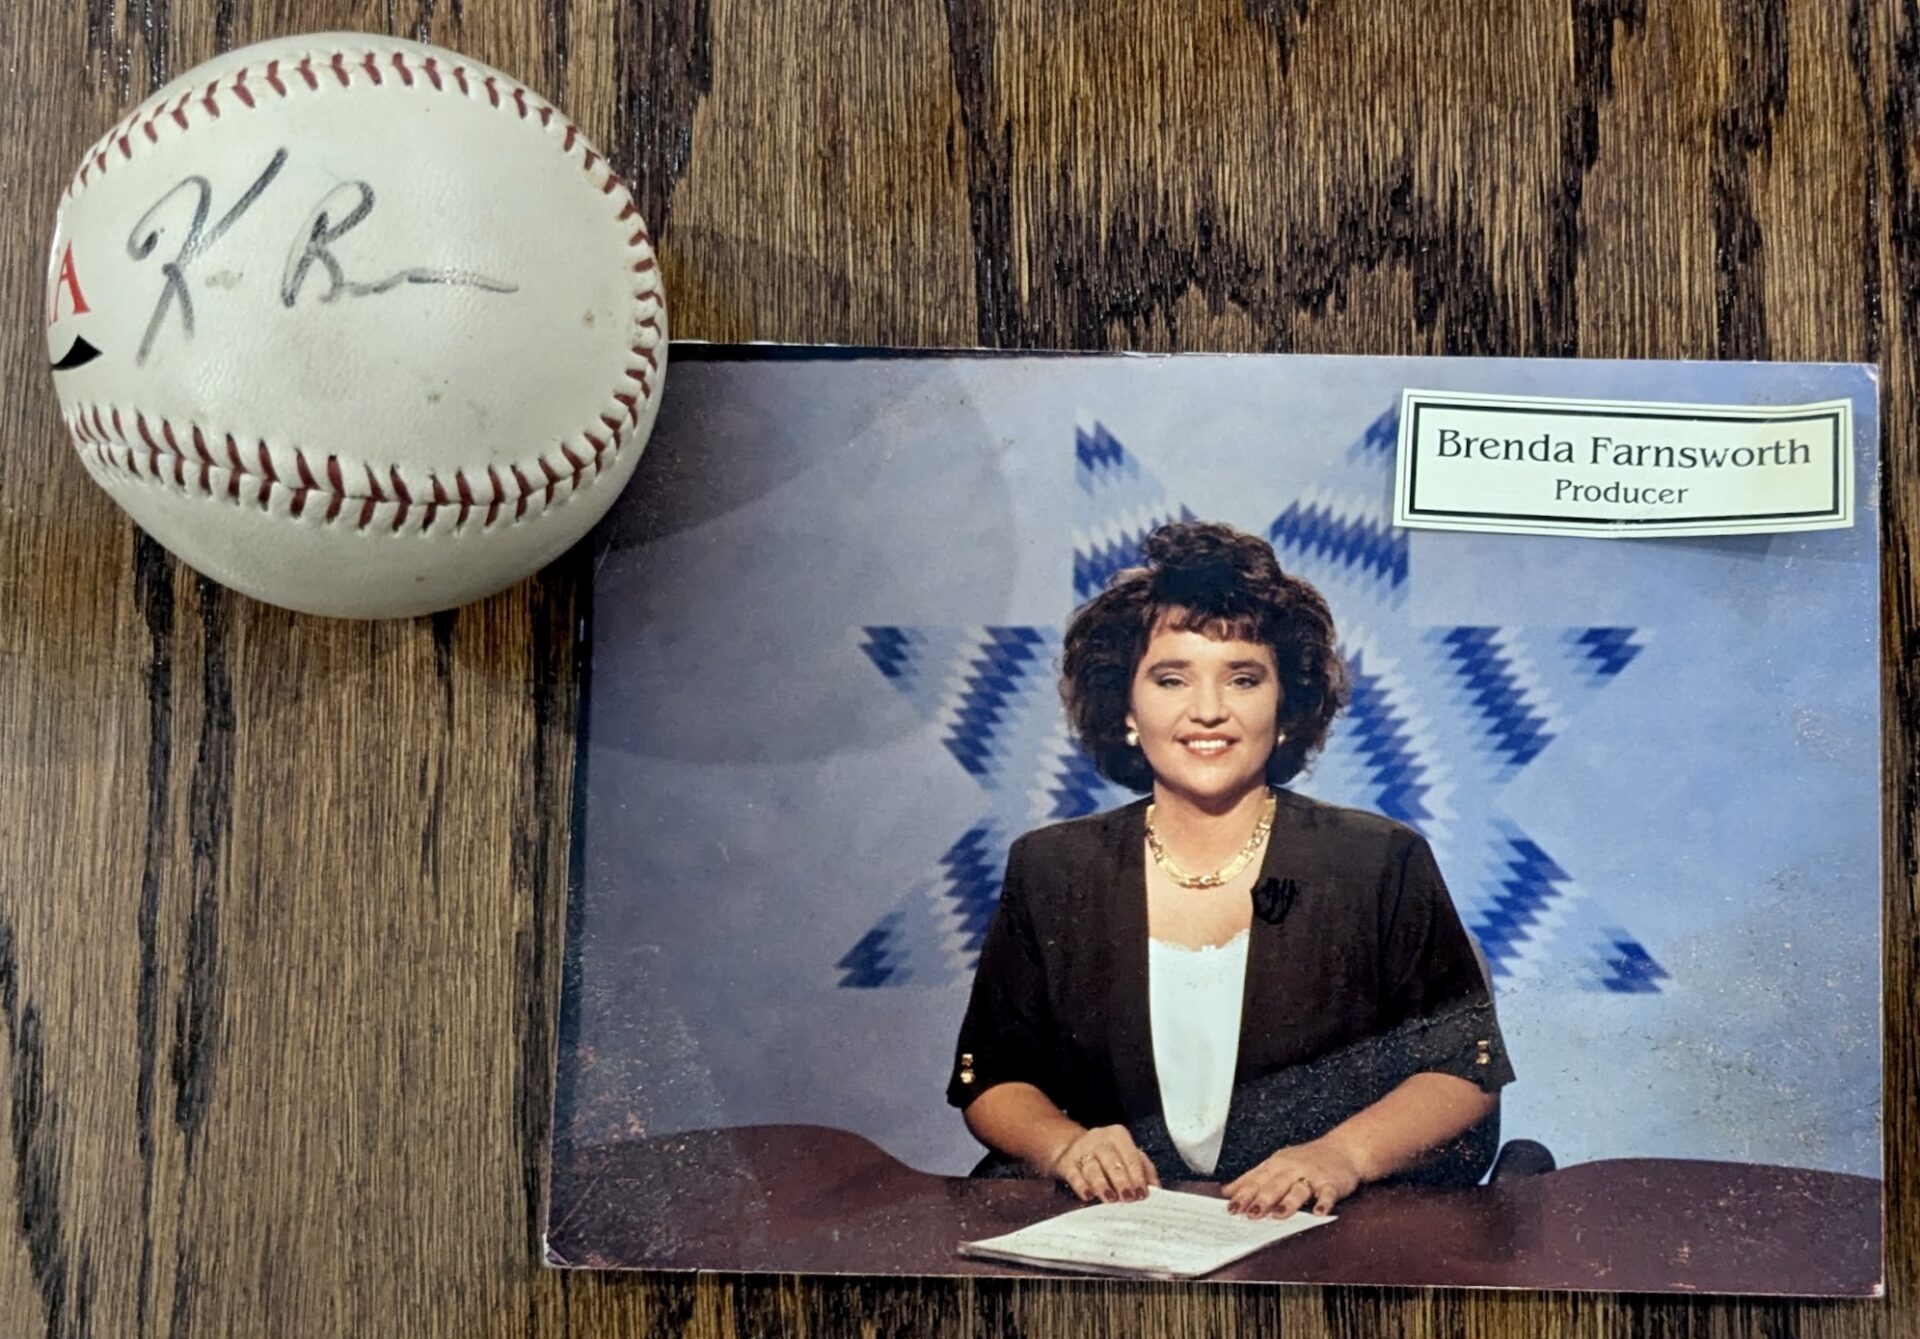 A
K B
Brenda Farnsworth
Producer